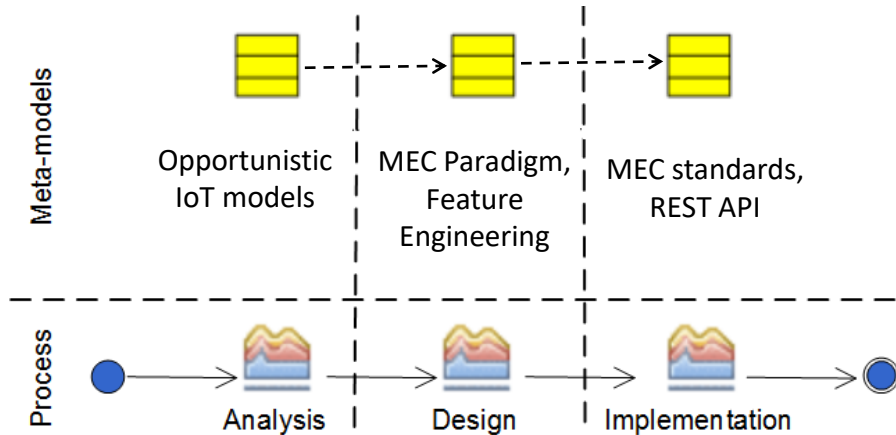 Meta-models
Opportunistic
IoT models
MEC Paradigm,
Feature
Engineering
MEC standards,
REST API
Process
Analysis
Design
Implementation